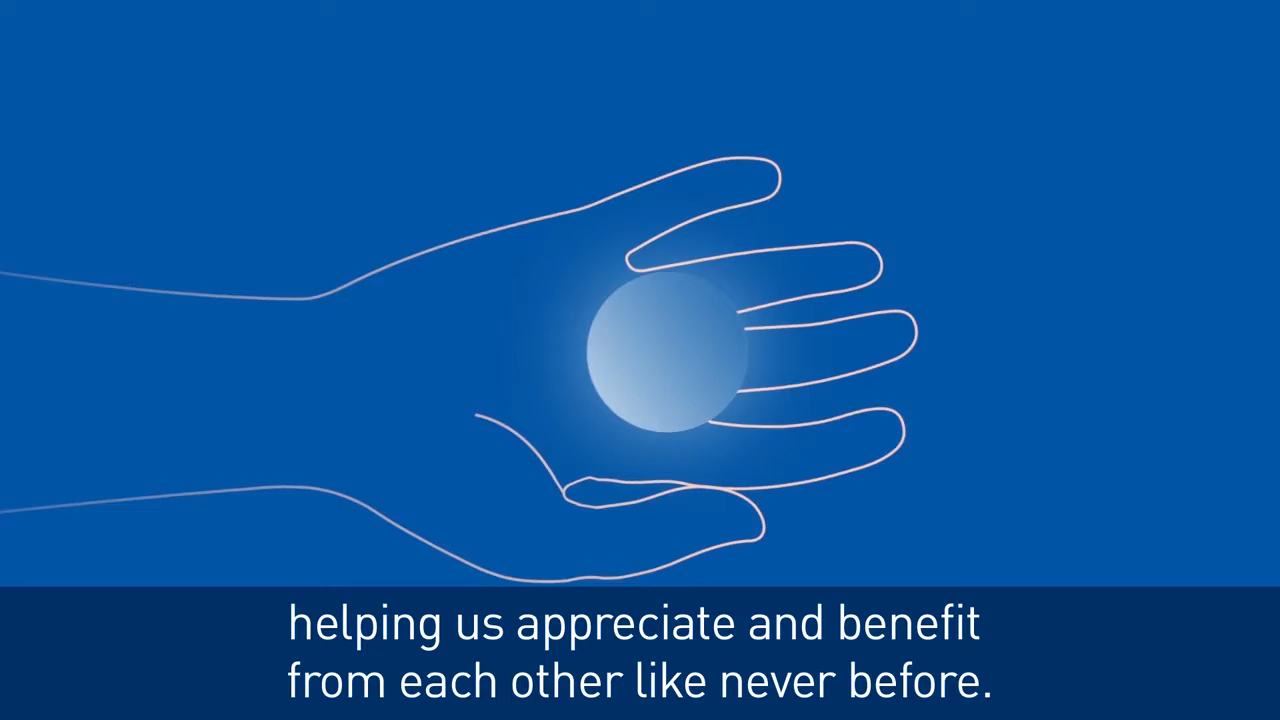 helping us appreciate and benefit
from each other like never before.